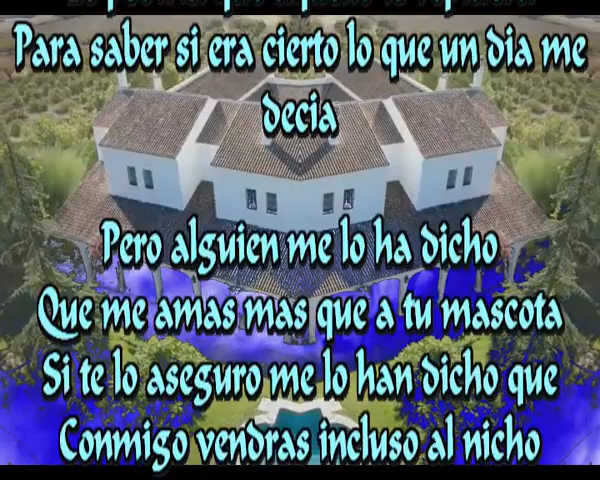 Para saber si era cierto lo que un dia me
decia
Pero alguien me lo ha dicho
Que me amas mas que a tu mascota
Si te lo aseguro me lo han dicho que
Conmigo vendras incluso al nicho